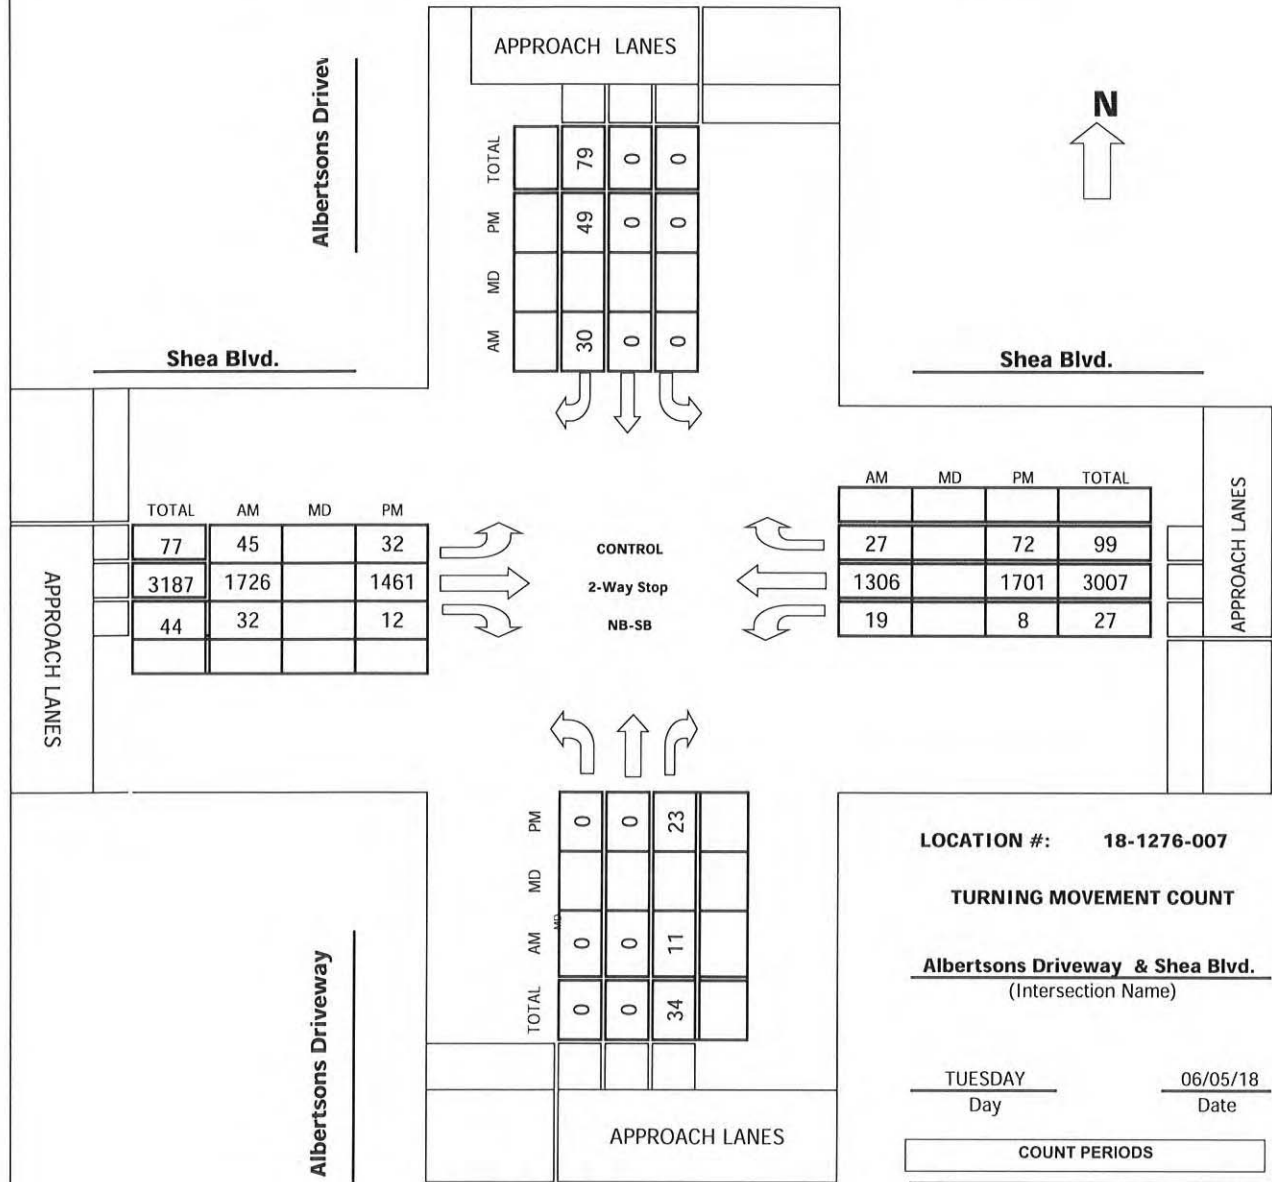 APPROACH LANES
Albertsons
N
TOTAL 79 0 0
PM 49 0 0
MD
AM 30 0 0
Shea Blvd.
Shea Blvd.
TOTAL AM MD PM
77 45 32
3187 1726 1461
44 32 12
APPROACH LANES
CONTROL
2-Way Stop
NB-SB
AM MD PM TOTAL
27 72 99
1306 1701 3007
19 8 27
APPROACH LANES
PM 0 0 23
MD
MD
AM 0 0 11
TOTAL 0 0 34
APPROACH LANES
Albertsons Driveway
LOCATION #: 18-1276-007
TURNING MOVEMENT COUNT
Albertsons Driveway & Shea Blvd.
(Intersection Name)
TUESDAY 06/05/18
Day Date
COUNT PERIODS